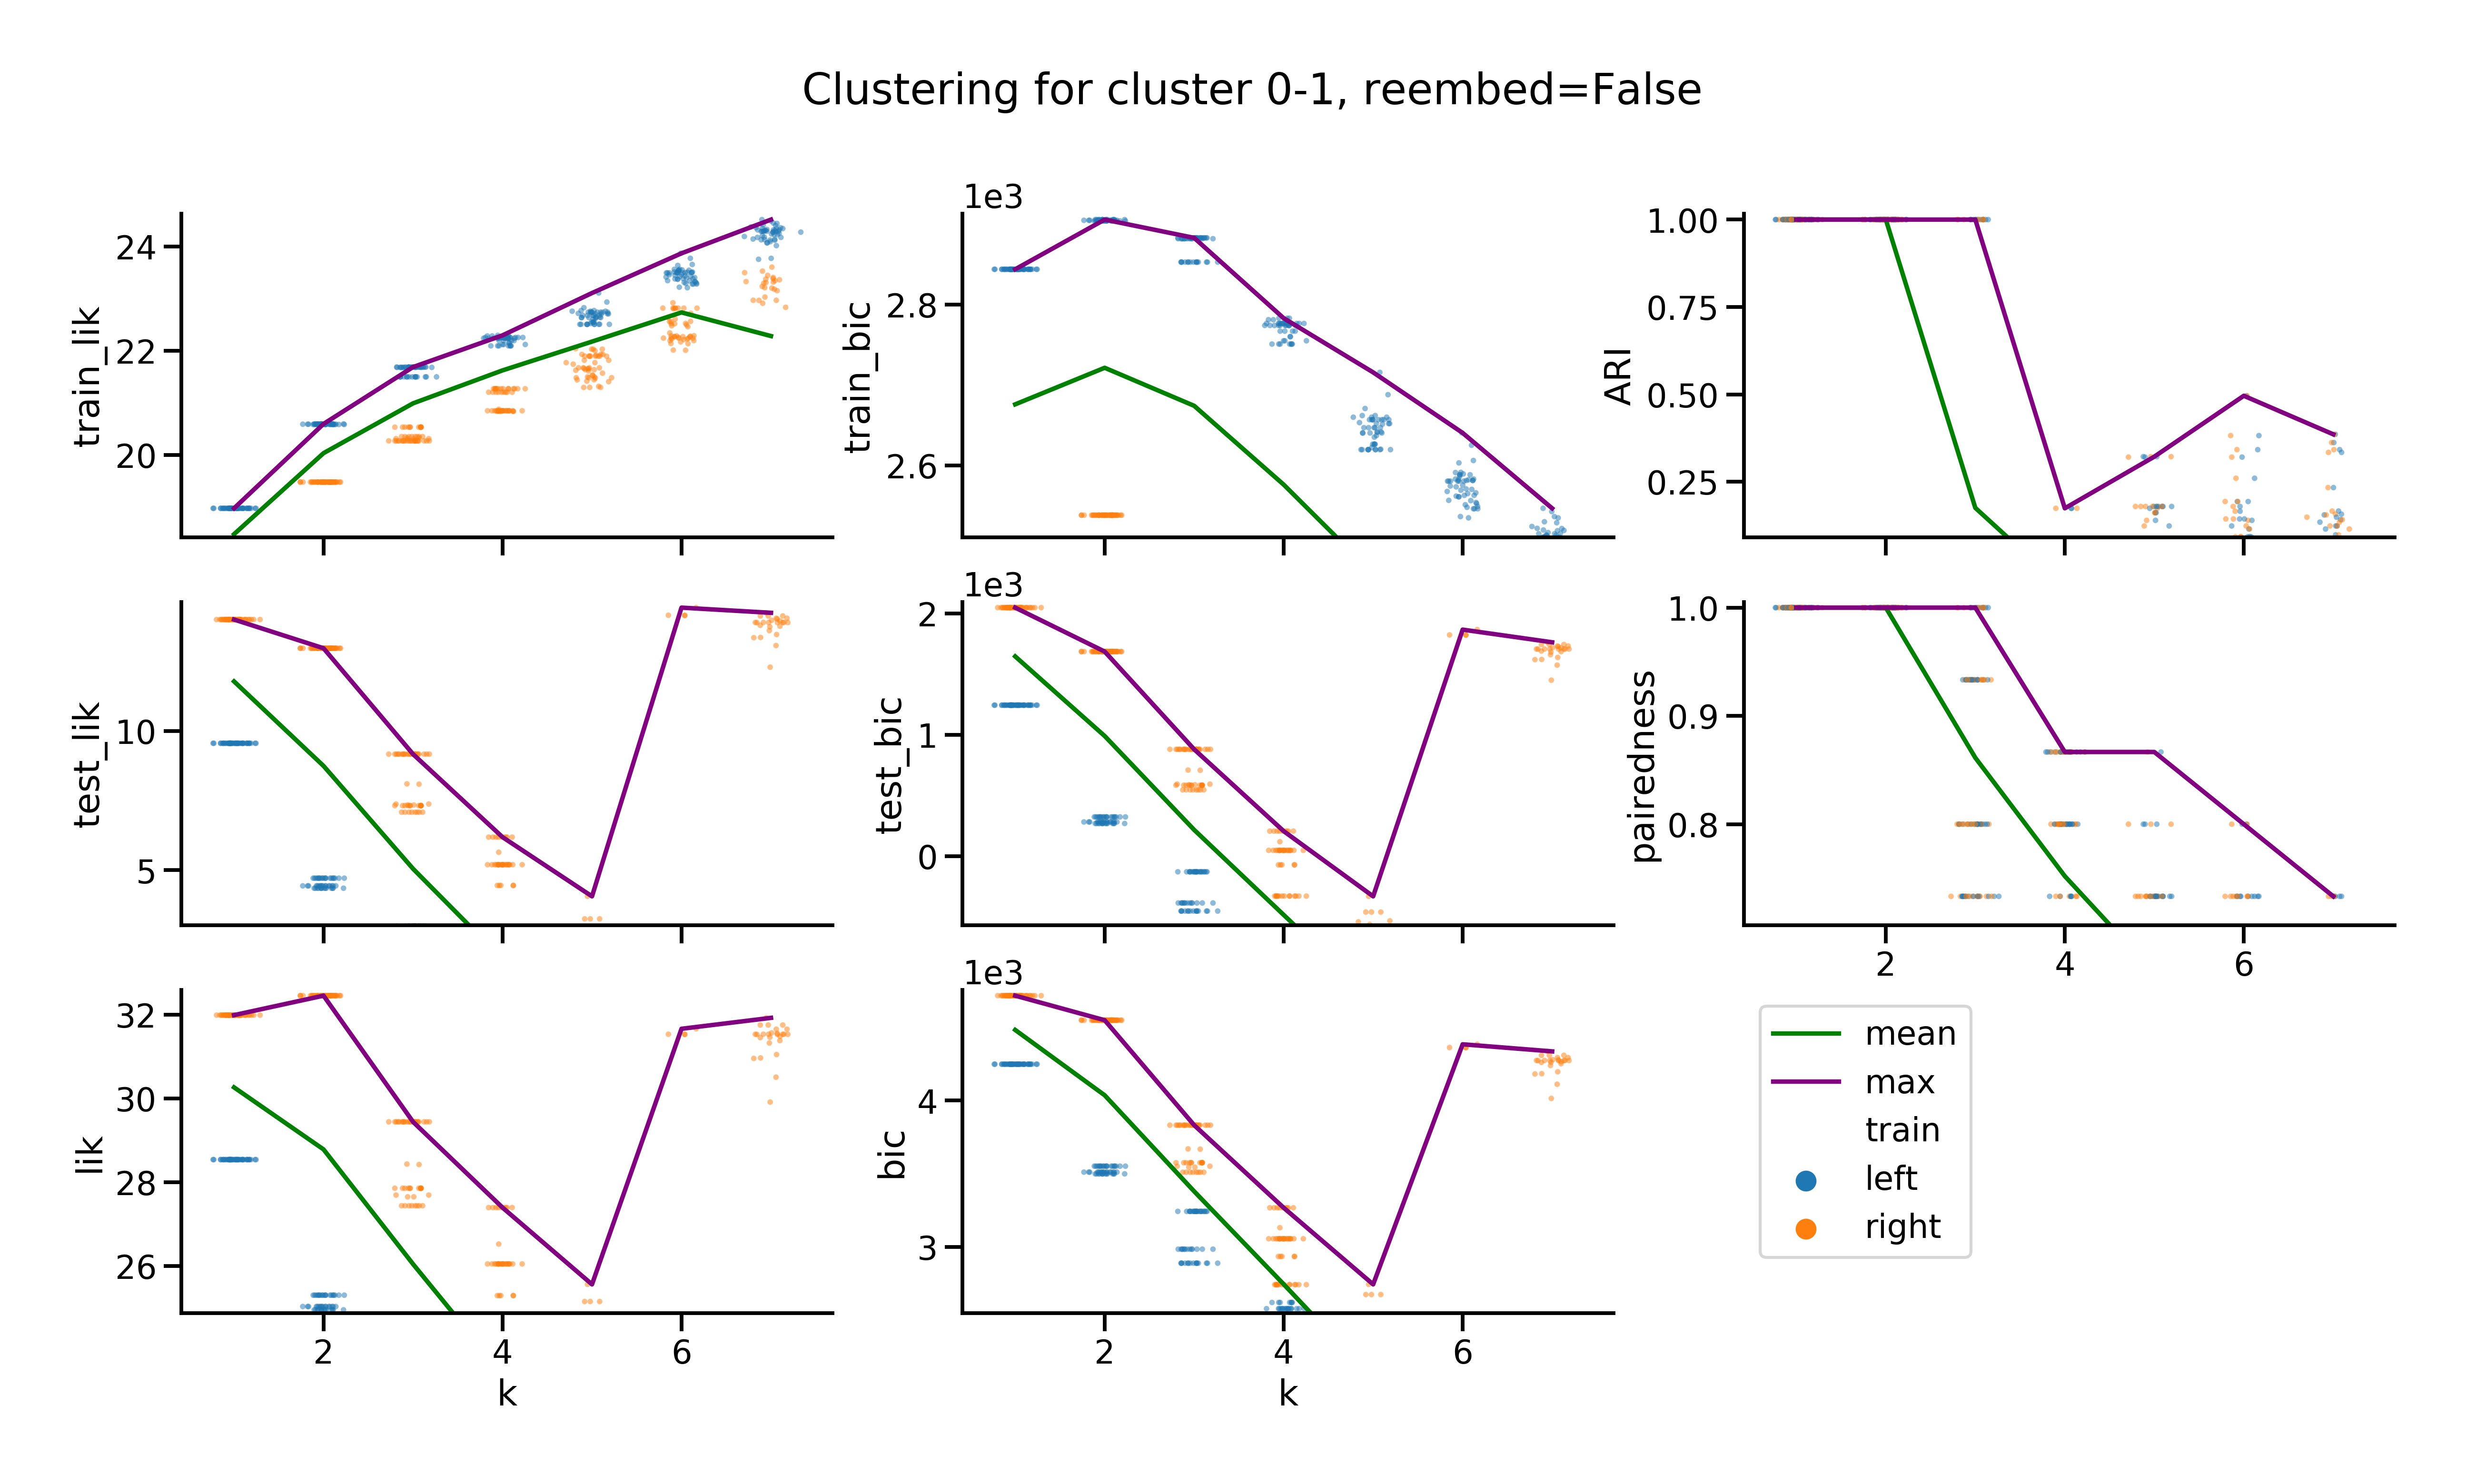 Clustering for cluster 0-1, reembed=False
train_lik
24
22
20
1e3
train_bic
2.8
2.6
ARI
1.00
0.75
0.50
0.25
test_lik
10
5
1e3
test_bic
2
1
0
pairedness
1.0
0.9
0.8
2 4 6
lik
32
30
28
26
2 4 6
k
1e3
bic
4
3
2 4 6
k
mean
max
train
left
right